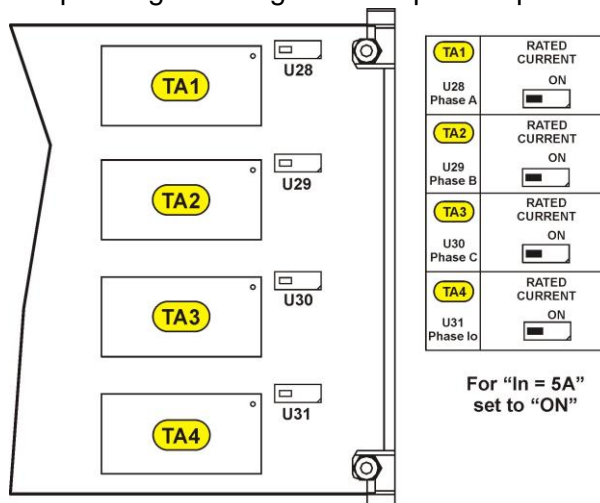 TA1
U28
TA2
U29
TA3
U30
TA4
U31
TA1
RATED
CURRENT
U28
Phase A
ON
TA2
RATED
CURRENT
U29
Phase B
ON
TA3
RATED
CURRENT
U30
Phase C
ON
TA4
RATED
CURRENT
U31
Phase Io
ON
For “In = 5A”
set to “ON”